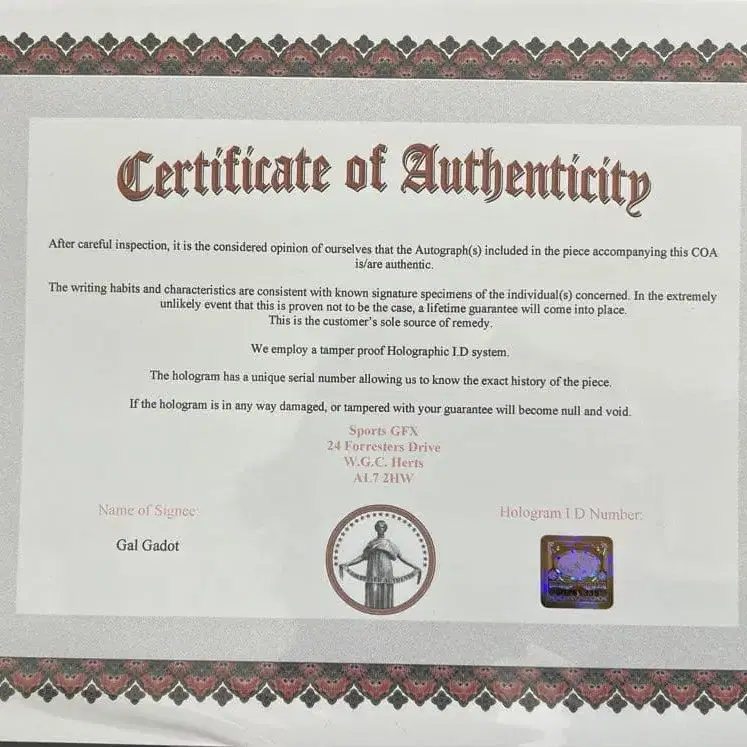 Certificate of Authenticity
After careful inspection, it is the considered opinion of ourselves that the Autograph(s) included in the piece accompanying this COA
is/are authentic.
The writing habits and characteristics are consistent with known signature specimens of the individual(s) concerned. In the extremely
unlikely event that this is proven not to be the case, a lifetime guarantee will come into place.
This is the customer's sole source of remedy.
We employ a tamper proof Holographic I.D system.
The hologram has a unique serial number allowing us to know the exact history of the piece.
If the hologram is in any way damaged, or tampered with your guarantee will become null and void.
Sports GFX
24 Forresters Drive
W.G.C. Herts
AL7 2HW
Name of Signee:
Hologram I.D Number:
Gal Gadot